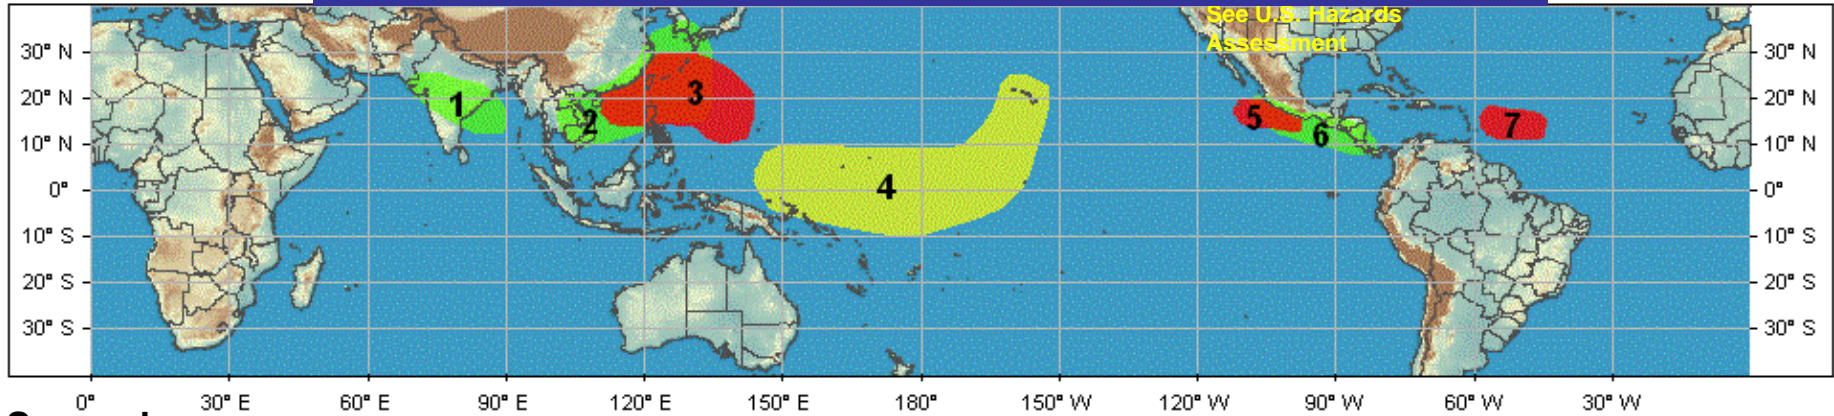 See U.S. Hazards
Assessment
30° N 30° N
20° N 20° N
10° N 10° N
0° 0°
10° S 10° S
20° S 20° S
30° S 30° S
1
2
3
4
5
6
7
0° 30° E 60° E 90° E 120° E 150° E 180° 150° W 120° W 90° W 60° W 30° W